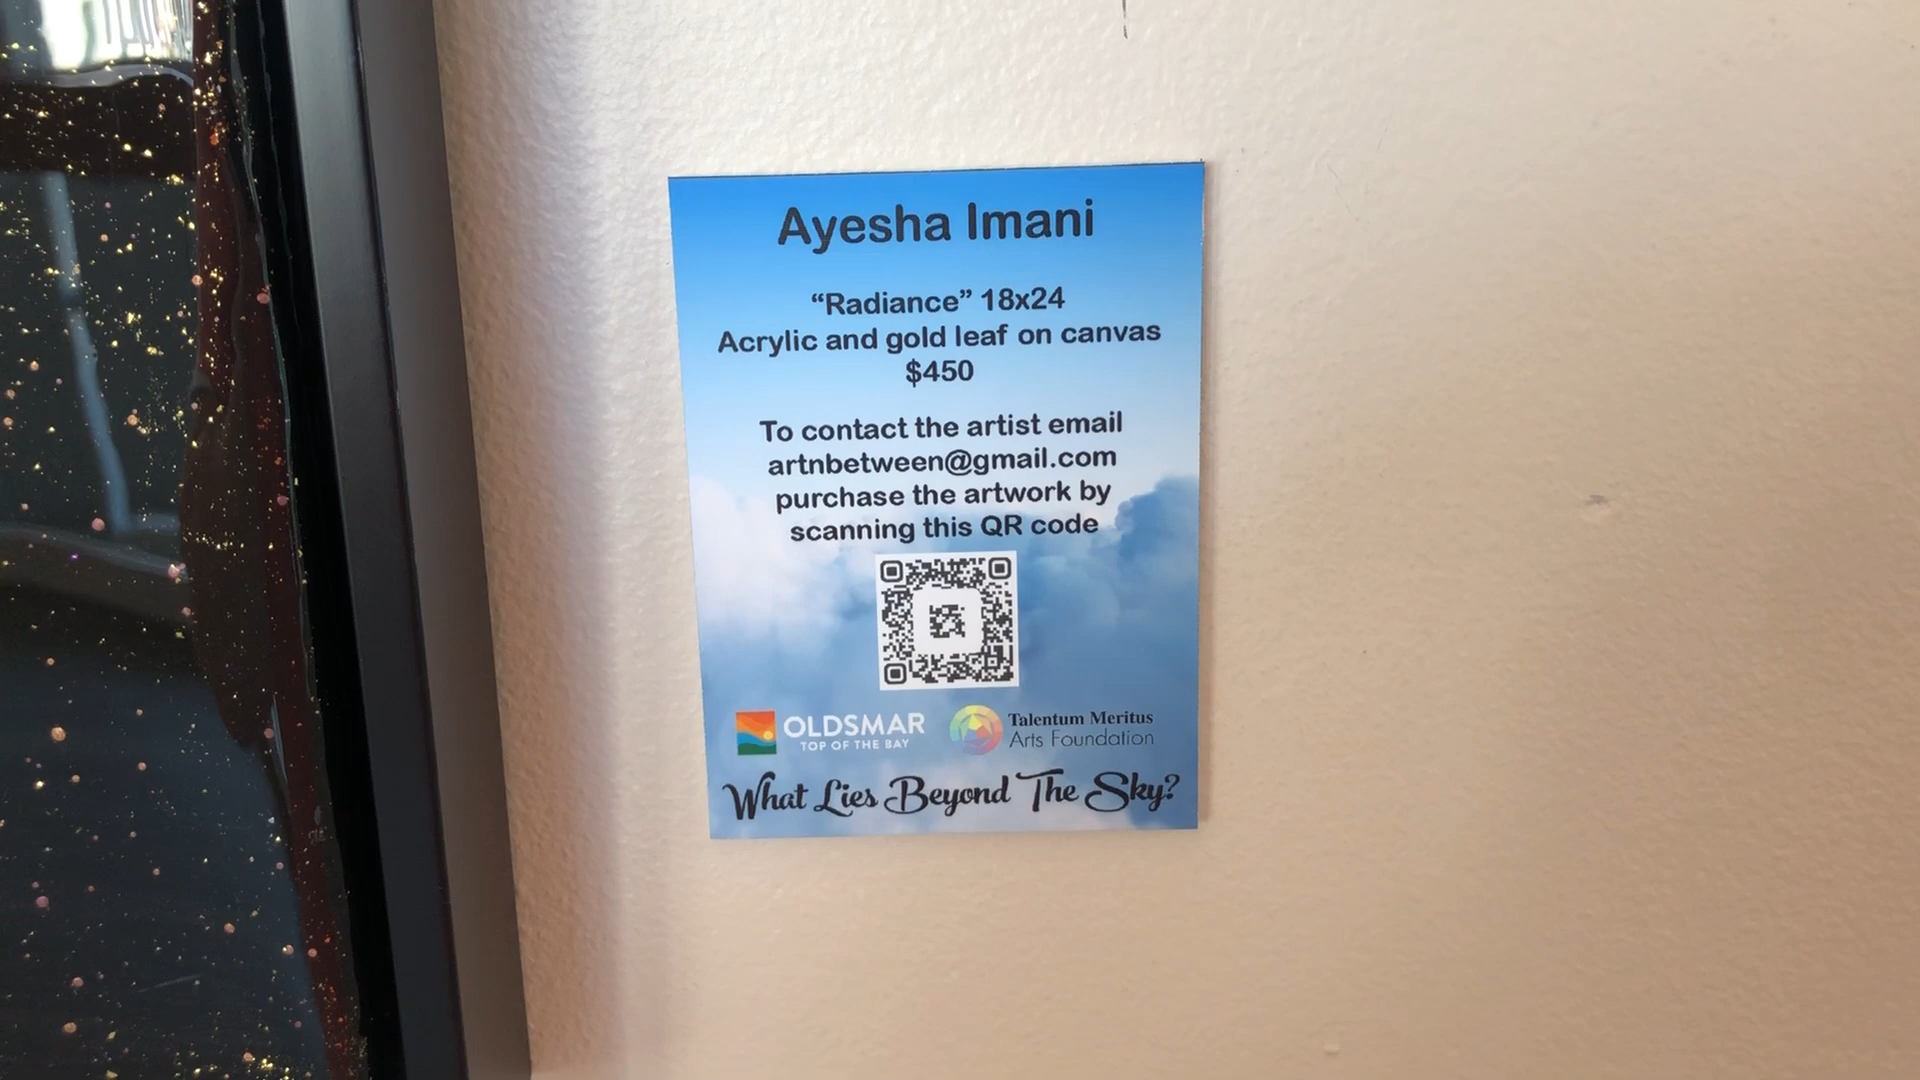 Ayesha Imani
“Radiance” 18x24
Acrylic and gold leaf on canvas
$450
To contact the artist email
artnbetween@gmail.com
purchase the artwork by
scanning this QR code
OLDSMAR
TOP OF THE BAY
Talentum Meritus
Arts Foundation
What Lies Beyond The Sky?